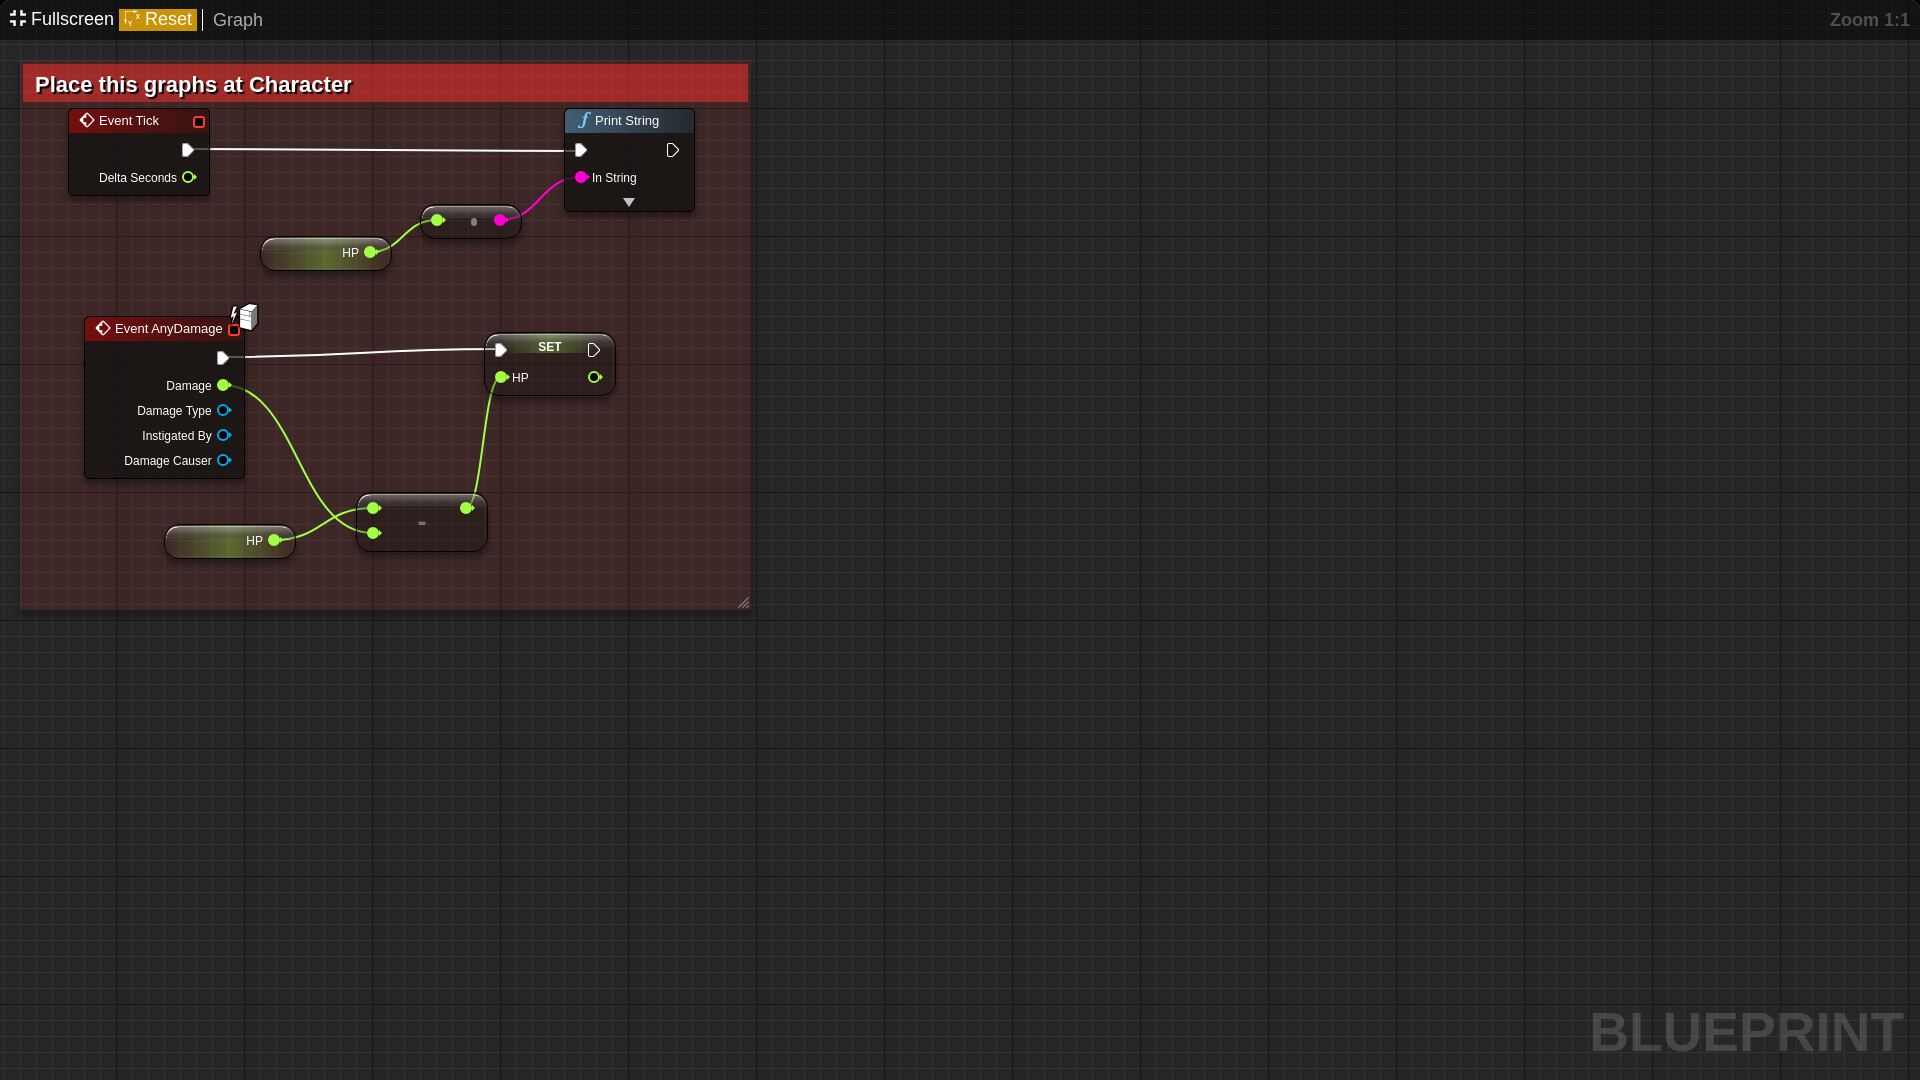 Fullscreen Reset Graph Zoom 1:1
Place this graphs at Character
Event Tick
Delta Seconds
Print String
In String
HP
Event AnyDamage
Damage
Damage Type
Instigated By
Damage Causer
SET
HP
HP
-
BLUEPRINT